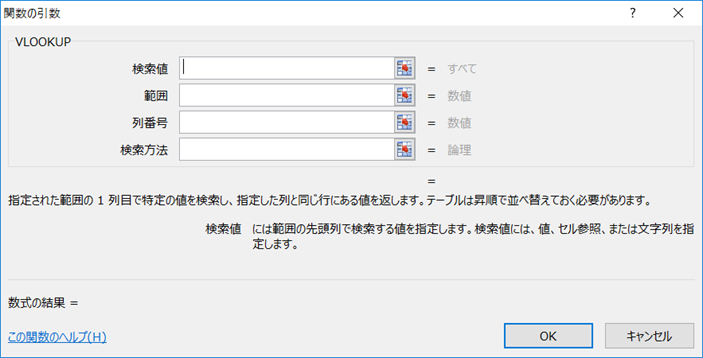 関数の引数
? ×
VLOOKUP
検索値 = すべて
範囲 = 数値
列番号 = 数値
検索方法 = 論理
=
指定された範囲の 1 列目で特定の値を検索し、指定した列と同じ行にある値を返します。テーブルは昇順で並べ替えておく必要があります。
検索値 には範囲の先頭列で検索する値を指定します。検索値には、値、セル参照、または文字列を指
定します。
数式の結果 =
この関数のヘルプ(H)
OK キャンセル